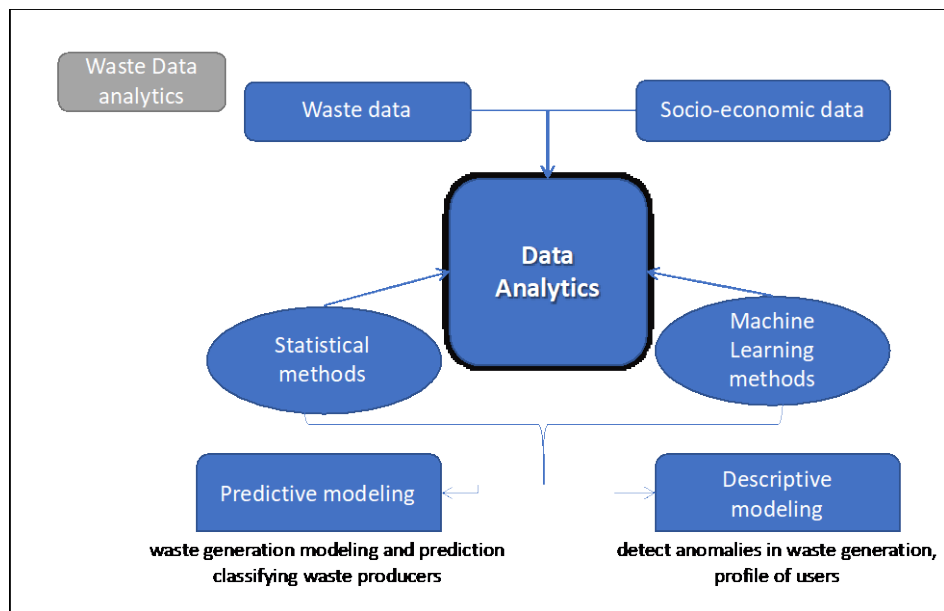 Waste Data
analytics
Waste data
Socio-economic data
Data
Analytics
Statistical
methods
Machine
Learning
methods
Predictive modeling
Descriptive
modeling
waste generation modeling and prediction
classifying waste producers
detect anomalies in waste generation,
profile of users